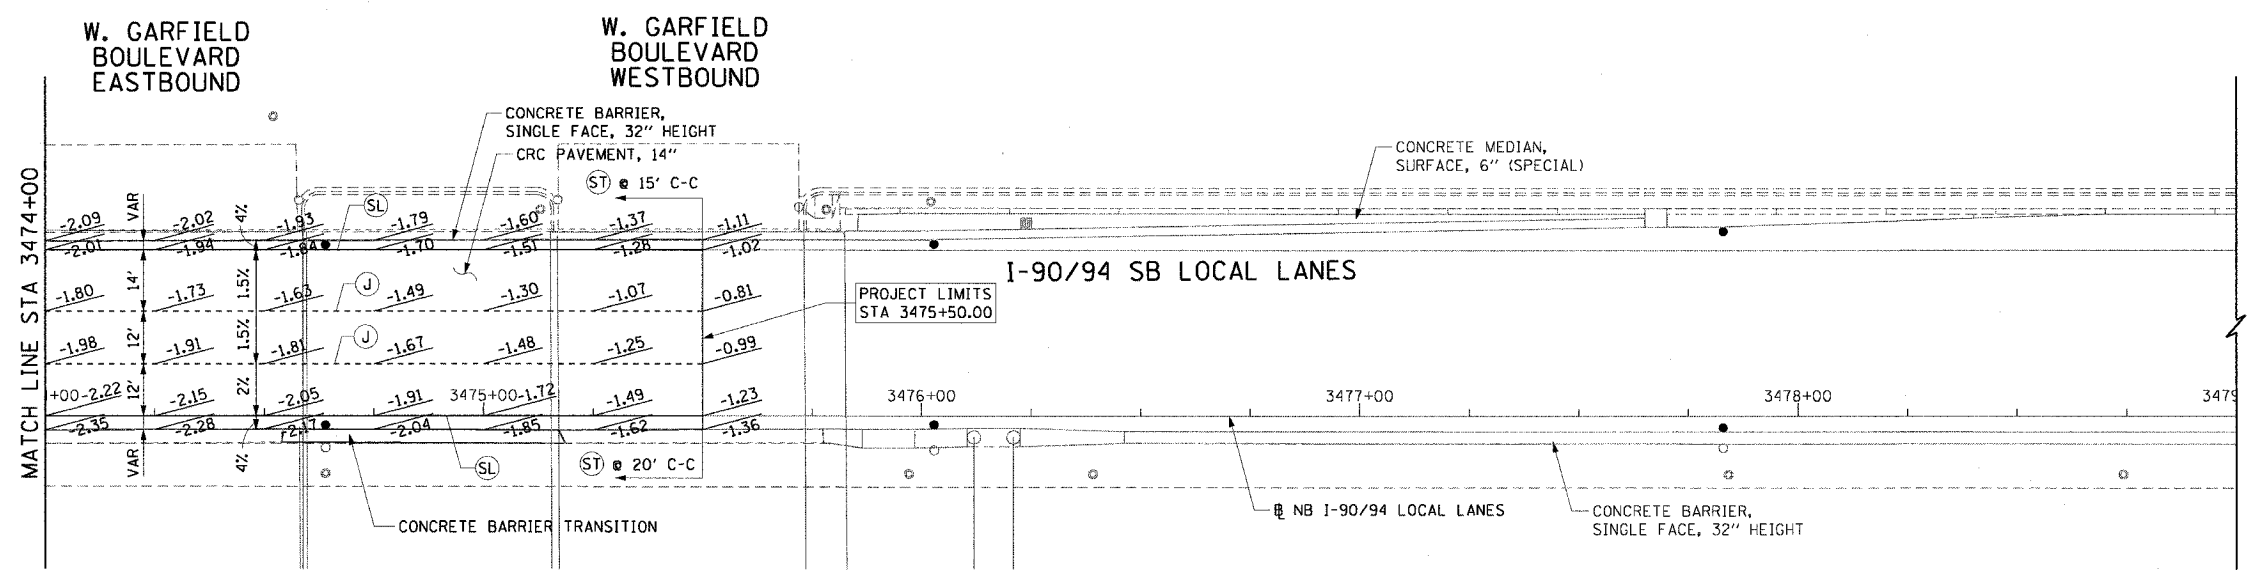 W. GARFIELD
BOULEVARD
EASTBOUND
W. GARFIELD
BOULEVARD
WESTBOUND
CONCRETE BARRIER,
SINGLE FACE, 32" HEIGHT
CRC PAVEMENT, 14"
ST @ 15' C-C
CONCRETE MEDIAN,
SURFACE, 6" (SPECIAL)
MATCH LINE STA 3474+00
VAR
4%
SL
-2.09 -2.02 -1.93 -1.79 -1.60 -1.37 -1.11
-2.01 -1.94 -1.84 -1.70 -1.51 -1.28 -1.02
I-90/94 SB LOCAL LANES
14'
1.5%
J
-1.80 -1.73 -1.63 -1.49 -1.30 -1.07 -0.81
PROJECT LIMITS
STA 3475+50.00
12'
1.5%
J
-1.98 -1.91 -1.81 -1.67 -1.48 -1.25 -0.99
12'
2%
+00 -2.22 -2.15 -2.05 -1.91 3475+00 -1.72 -1.49 -1.23
3476+00 3477+00 3478+00 3479
-2.35 -2.28 -2.17 -2.04 -1.85 -1.62 -1.36
VAR
4%
SL
ST @ 20' C-C
CONCRETE BARRIER TRANSITION
NB I-90/94 LOCAL LANES
CONCRETE BARRIER,
SINGLE FACE, 32" HEIGHT